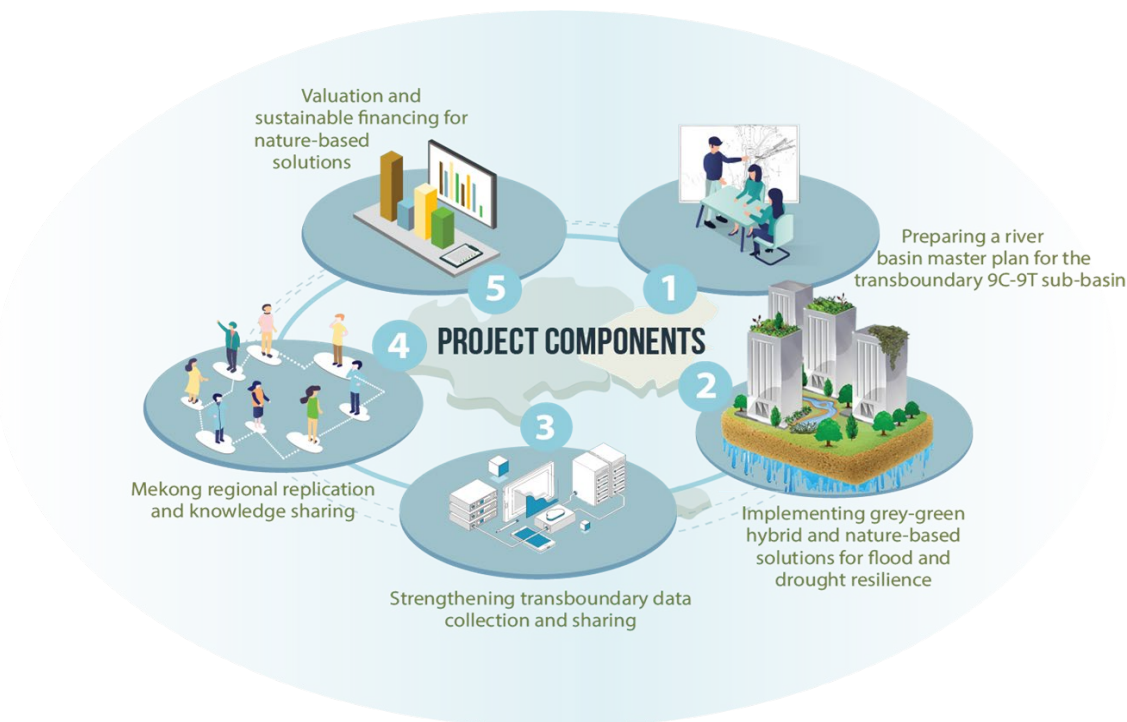 PROJECT COMPONENTS
1
Preparing a river
basin master plan for the
transboundary 9C-9T sub-basin
2
Implementing grey-green
hybrid and nature-based
solutions for flood and
drought resilience
3
Strengthening transboundary data
collection and sharing
4
Mekong regional replication
and knowledge sharing
5
Valuation and
sustainable financing for
nature-based
solutions